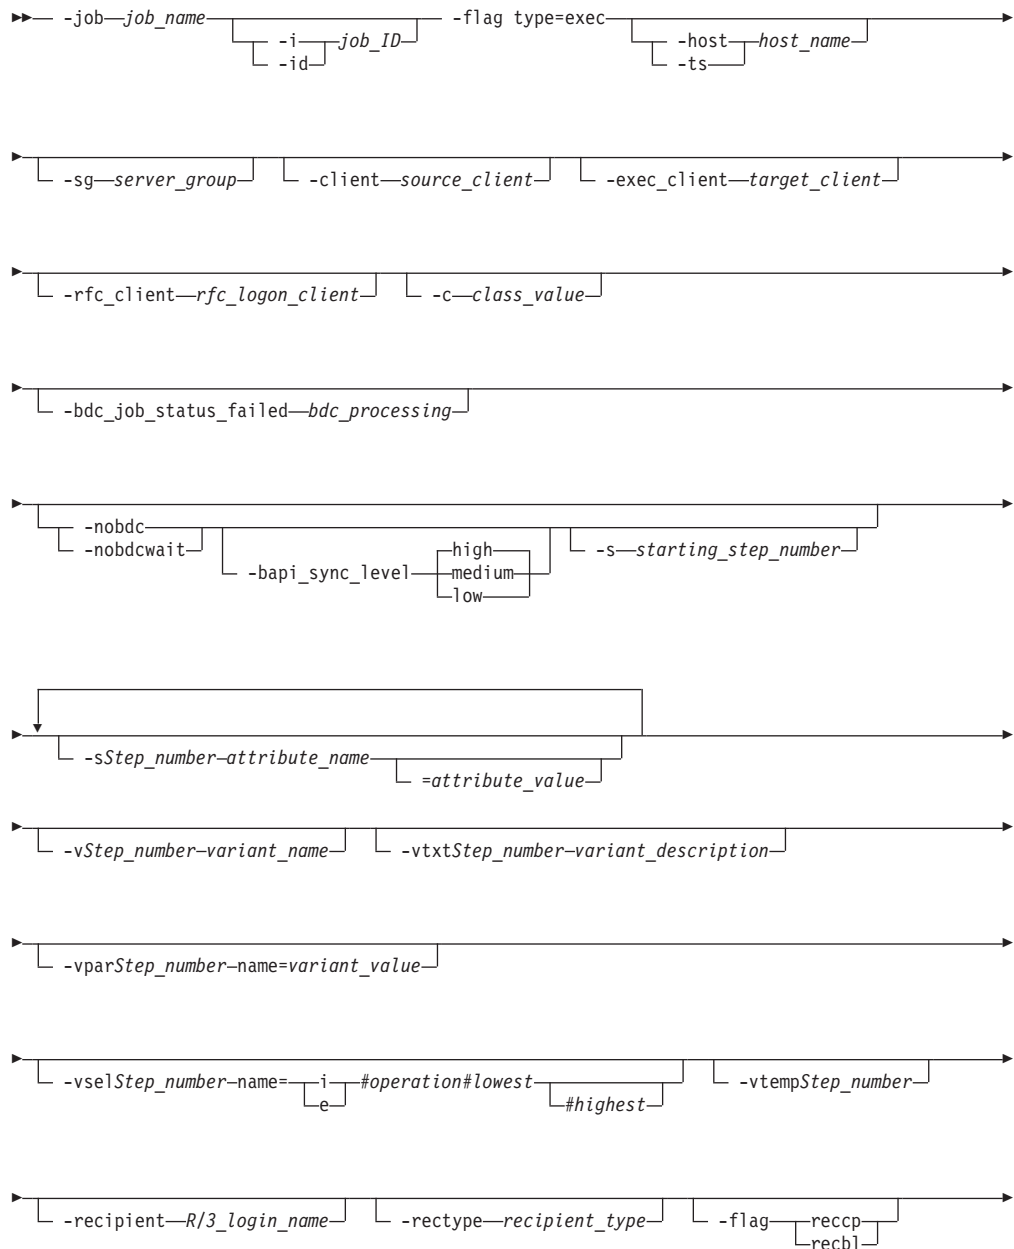 -job job_name -i job_ID -flag type=exec -host host_name
-id -ts
-sg server_group -client source_client -exec_client target_client
-rfc_client rfc_logon_client -c class_value
-bdc_job_status_failed bdc_processing
-nobdc high
-nobdcwait -bapi_sync_level medium -s starting_step_number
low
-sStep_number attribute_name
=attribute_value
-vStep_number variant_name -vtxtStep_number variant_description
-vparStep_number name=variant_value
-vselStep_number name= i #operation#lowest -vtempStep_number
e #highest
-recipient R/3_login_name -rectype recipient_type -flag reccp
recbl